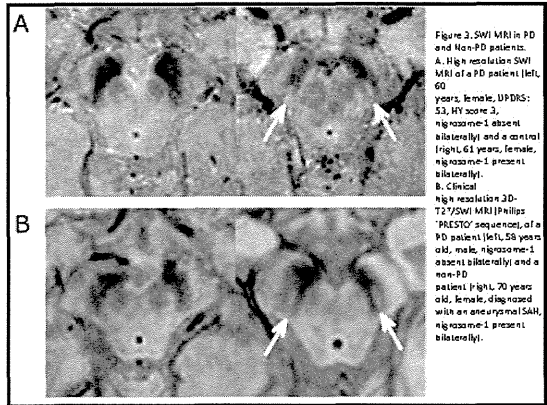 A
B
Figure 3. SWI MRI in PD
and Non-PD patients.
A. High resolution SWI
MRI of a PD patient (left,
60
years, female, UPDRS:
53, HY score 3,
nigrosome-1 absent
bilaterally) and a control
(right, 61 years, female,
nigrosome-1 present
bilaterally).
B. Clinical
high resolution 3D-
T2*/SWI MRI (Philips
'PRESTO' sequence), of a
PD patient (left, 58 years
old, male, nigrosome-1
absent bilaterally) and a
non-PD
patient (right, 70 years
old, female, diagnosed
with an aneurysmal SAH,
nigrosome-1 present
bilaterally).